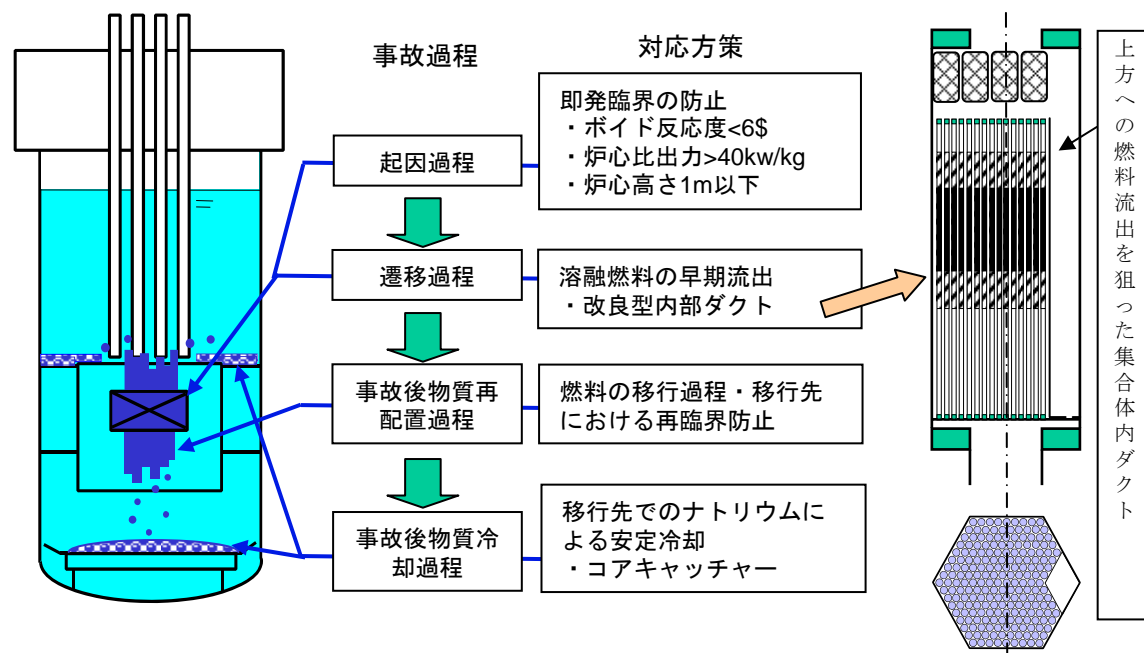 事故過程
対応方策
起因過程
即発臨界の防止
・ボイド反応度<6$
・炉心比出力>40kw/kg
・炉心高さ1m以下
遷移過程
溶融燃料の早期流出
・改良型内部ダクト
事故後物質再
配置過程
燃料の移行過程・移行先
における再臨界防止
事故後物質冷
却過程
移行先でのナトリウムに
よる安定冷却
・コアキャッチャー
上方への燃料流出を狙った集合体内ダクト